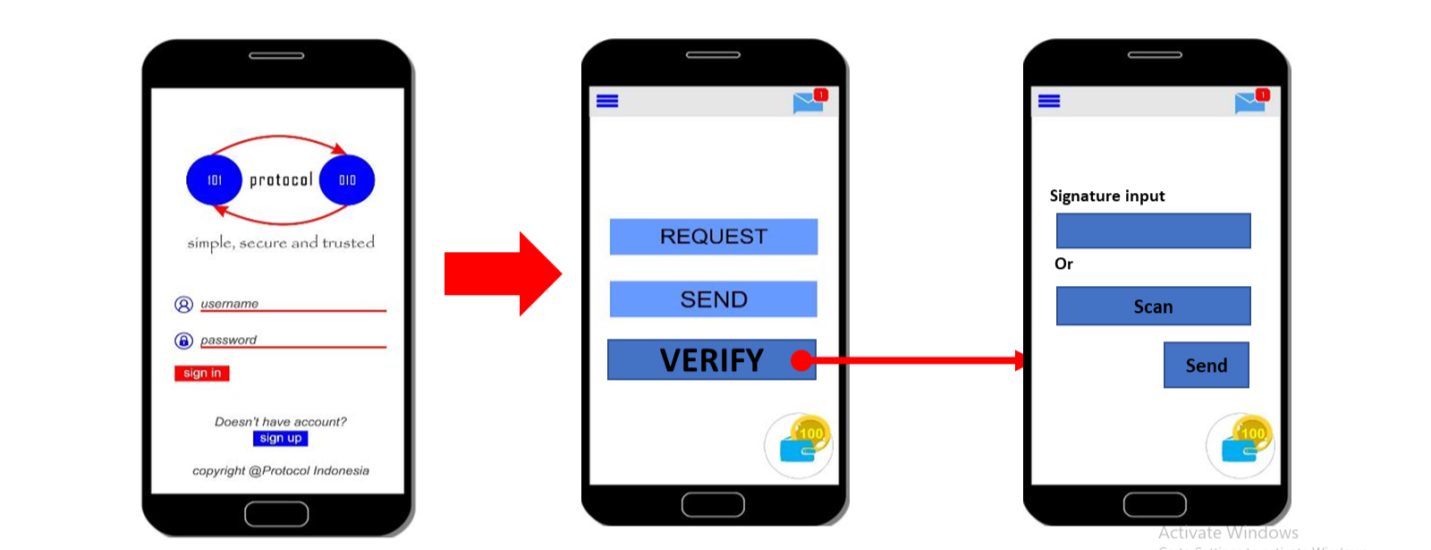 101 protocol 010
simple, secure and trusted
username
password
sign in
Doesn't have account?
sign up
copyright @Protocol Indonesia
1
REQUEST
SEND
VERIFY
100
1
Signature input
Or
Scan
Send
100
Activate Windows